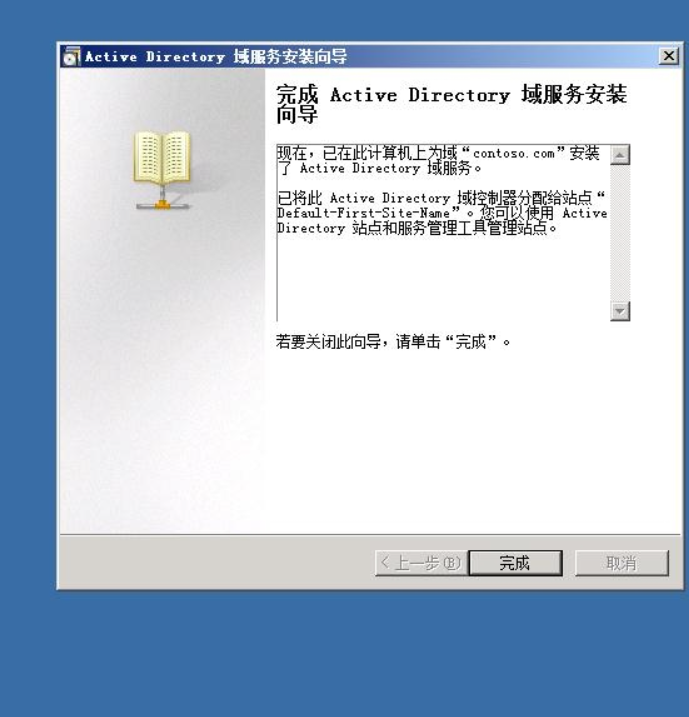 Active Directory 域服务安装向导
完成 Active Directory 域服务安装
向导
现在，已在此计算机上为域“contoso.com”安装
了 Active Directory 域服务。
已将此 Active Directory 域控制器分配给站点“
Default-First-Site-Name”。您可以使用 Active
Directory 站点和服务管理工具管理站点。
若要关闭此向导，请单击“完成”。
< 上一步(B)
完成
取消